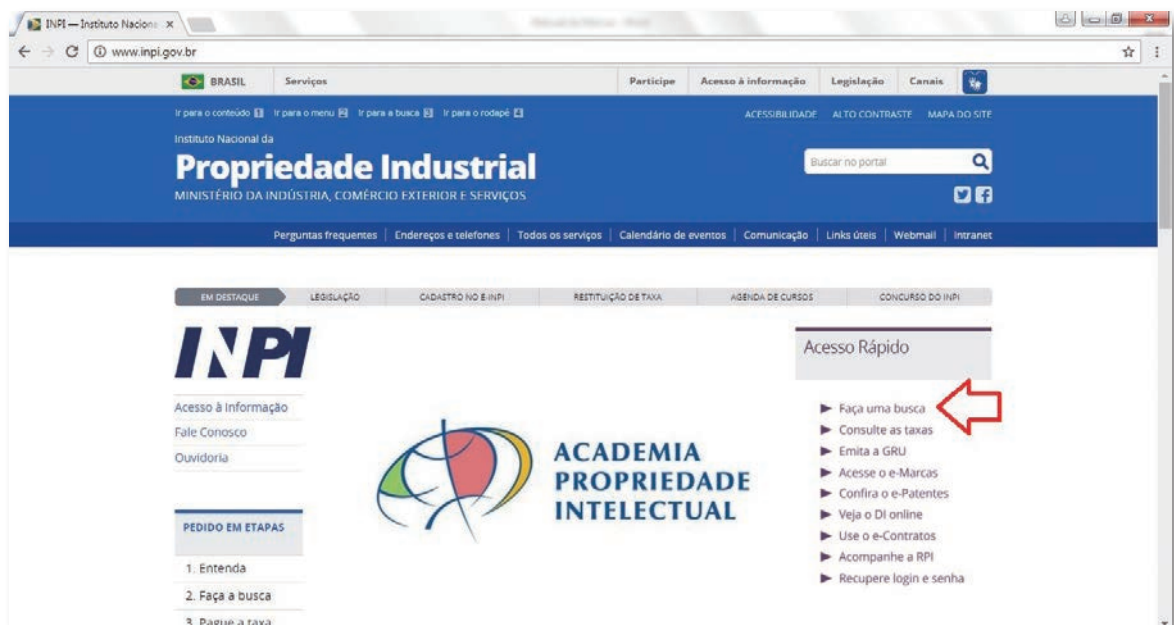 INPI — Instituto Nacion
www.inpi.gov.br
BRASIL Serviços Participe Acesso à informação Legislação Canais
Ir para o conteúdo 1 Ir para o menu 2 Ir para a busca 3 Ir para o rodapé 4 ACESSIBILIDADE ALTO CONTRASTE MAPA DO SITE
Instituto Nacional da
Propriedade Industrial
Buscar no portal
MINISTÉRIO DA INDÚSTRIA, COMÉRCIO EXTERIOR E SERVIÇOS
Perguntas frequentes Endereços e telefones Todos os serviços Calendário de eventos Comunicação Links úteis Webmail Intranet
EM DESTAQUE LEGISLAÇÃO CADASTRO NO E-INPI RESTITUIÇÃO DE TAXA AGENDA DE CURSOS CONCURSO DO INPI
INPI
Acesso à Informação
Fale Conosco
Ouvidoria
PEDIDO EM ETAPAS
1. Entenda
2. Faça a busca
3. Pague a taxa
ACADEMIA
PROPRIEDADE
INTELECTUAL
Acesso Rápido
Faça uma busca
Consulte as taxas
Emita a GRU
Acesse o e-Marcas
Confira o e-Patentes
Veja o DI online
Use o e-Contratos
Acompanhe a RPI
Recupere login e senha